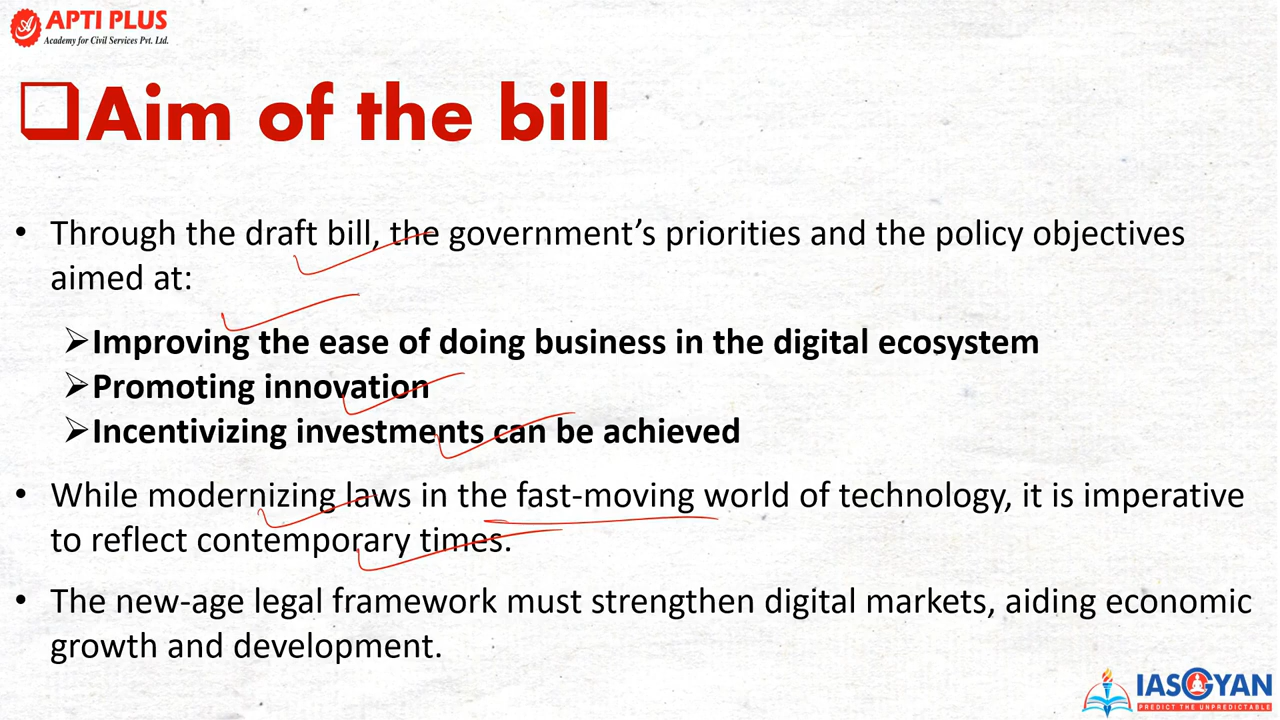 APTI PLUS
Academy for Civil Services Pvt. Ltd.
❑Aim of the bill
• Through the draft bill, the government’s priorities and the policy objectives
aimed at:
➢Improving the ease of doing business in the digital ecosystem
➢Promoting innovation
➢Incentivizing investments can be achieved
• While modernizing laws in the fast-moving world of technology, it is imperative
to reflect contemporary times.
• The new-age legal framework must strengthen digital markets, aiding economic
growth and development.
IASGYAN
PREDICT THE UNPREDICTABLE